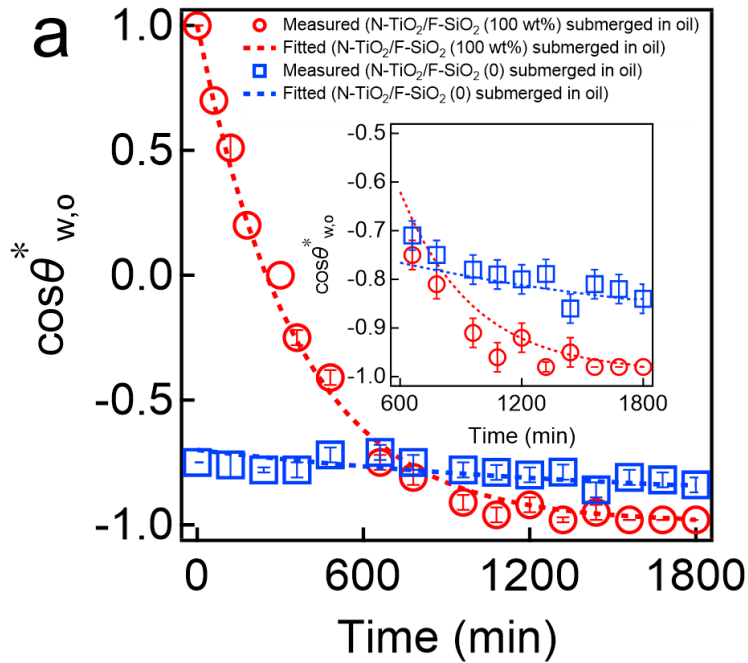 a
Measured (N-TiO₂/F-SiO₂ (100 wt%) submerged in oil)
Fitted (N-TiO₂/F-SiO₂ (100 wt%) submerged in oil)
Measured (N-TiO₂/F-SiO₂ (0) submerged in oil)
Fitted (N-TiO₂/F-SiO₂ (0) submerged in oil)
cosθ*w,o
1.0
0.5
0.0
-0.5
-1.0
0
600
1200
1800
Time (min)
cosθ*w,o
-0.5
-0.6
-0.7
-0.8
-0.9
-1.0
600
1200
1800
Time (min)